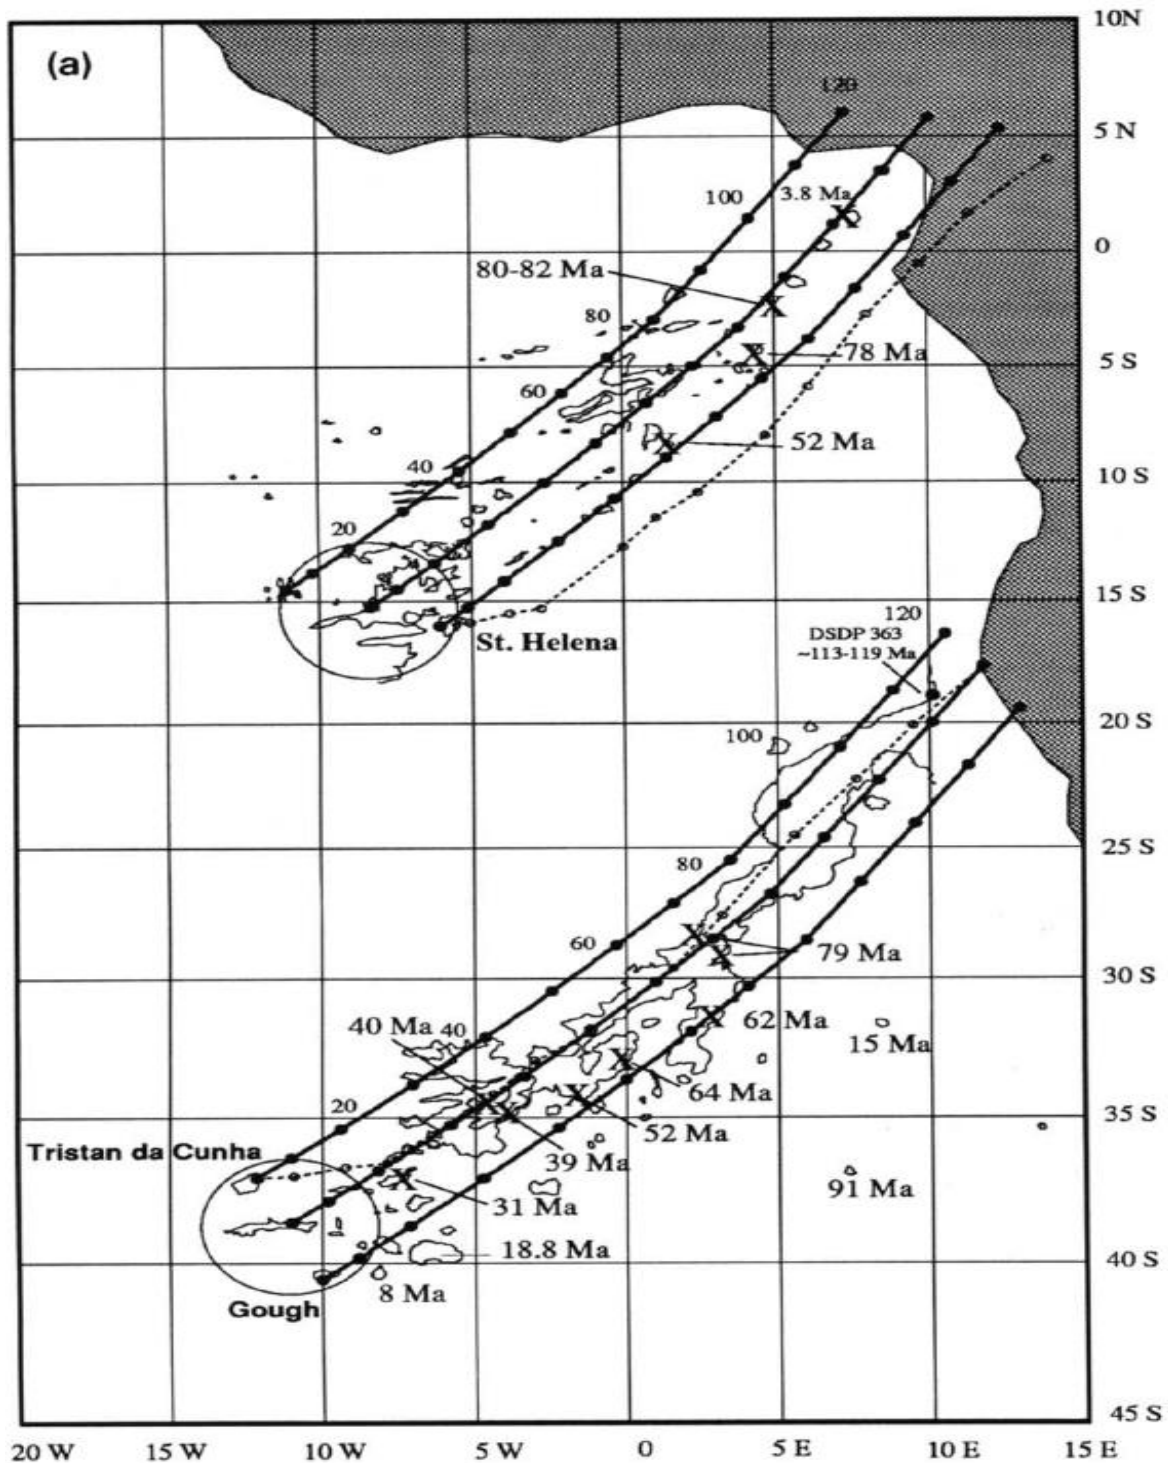 (a)
10N
120
5 N
3.8 Ma
100
0
80-82 Ma
80
78 Ma
5 S
60
52 Ma
40
10 S
20
15 S
120
St. Helena
DSDP 363
~113-119 Ma
20 S
100
25 S
80
60
79 Ma
30 S
40 Ma
40
62 Ma
15 Ma
64 Ma
20
35 S
52 Ma
Tristan da Cunha
39 Ma
91 Ma
31 Ma
18.8 Ma
40 S
8 Ma
Gough
45 S
20 W
15 W
10 W
5 W
0
5 E
10 E
15 E